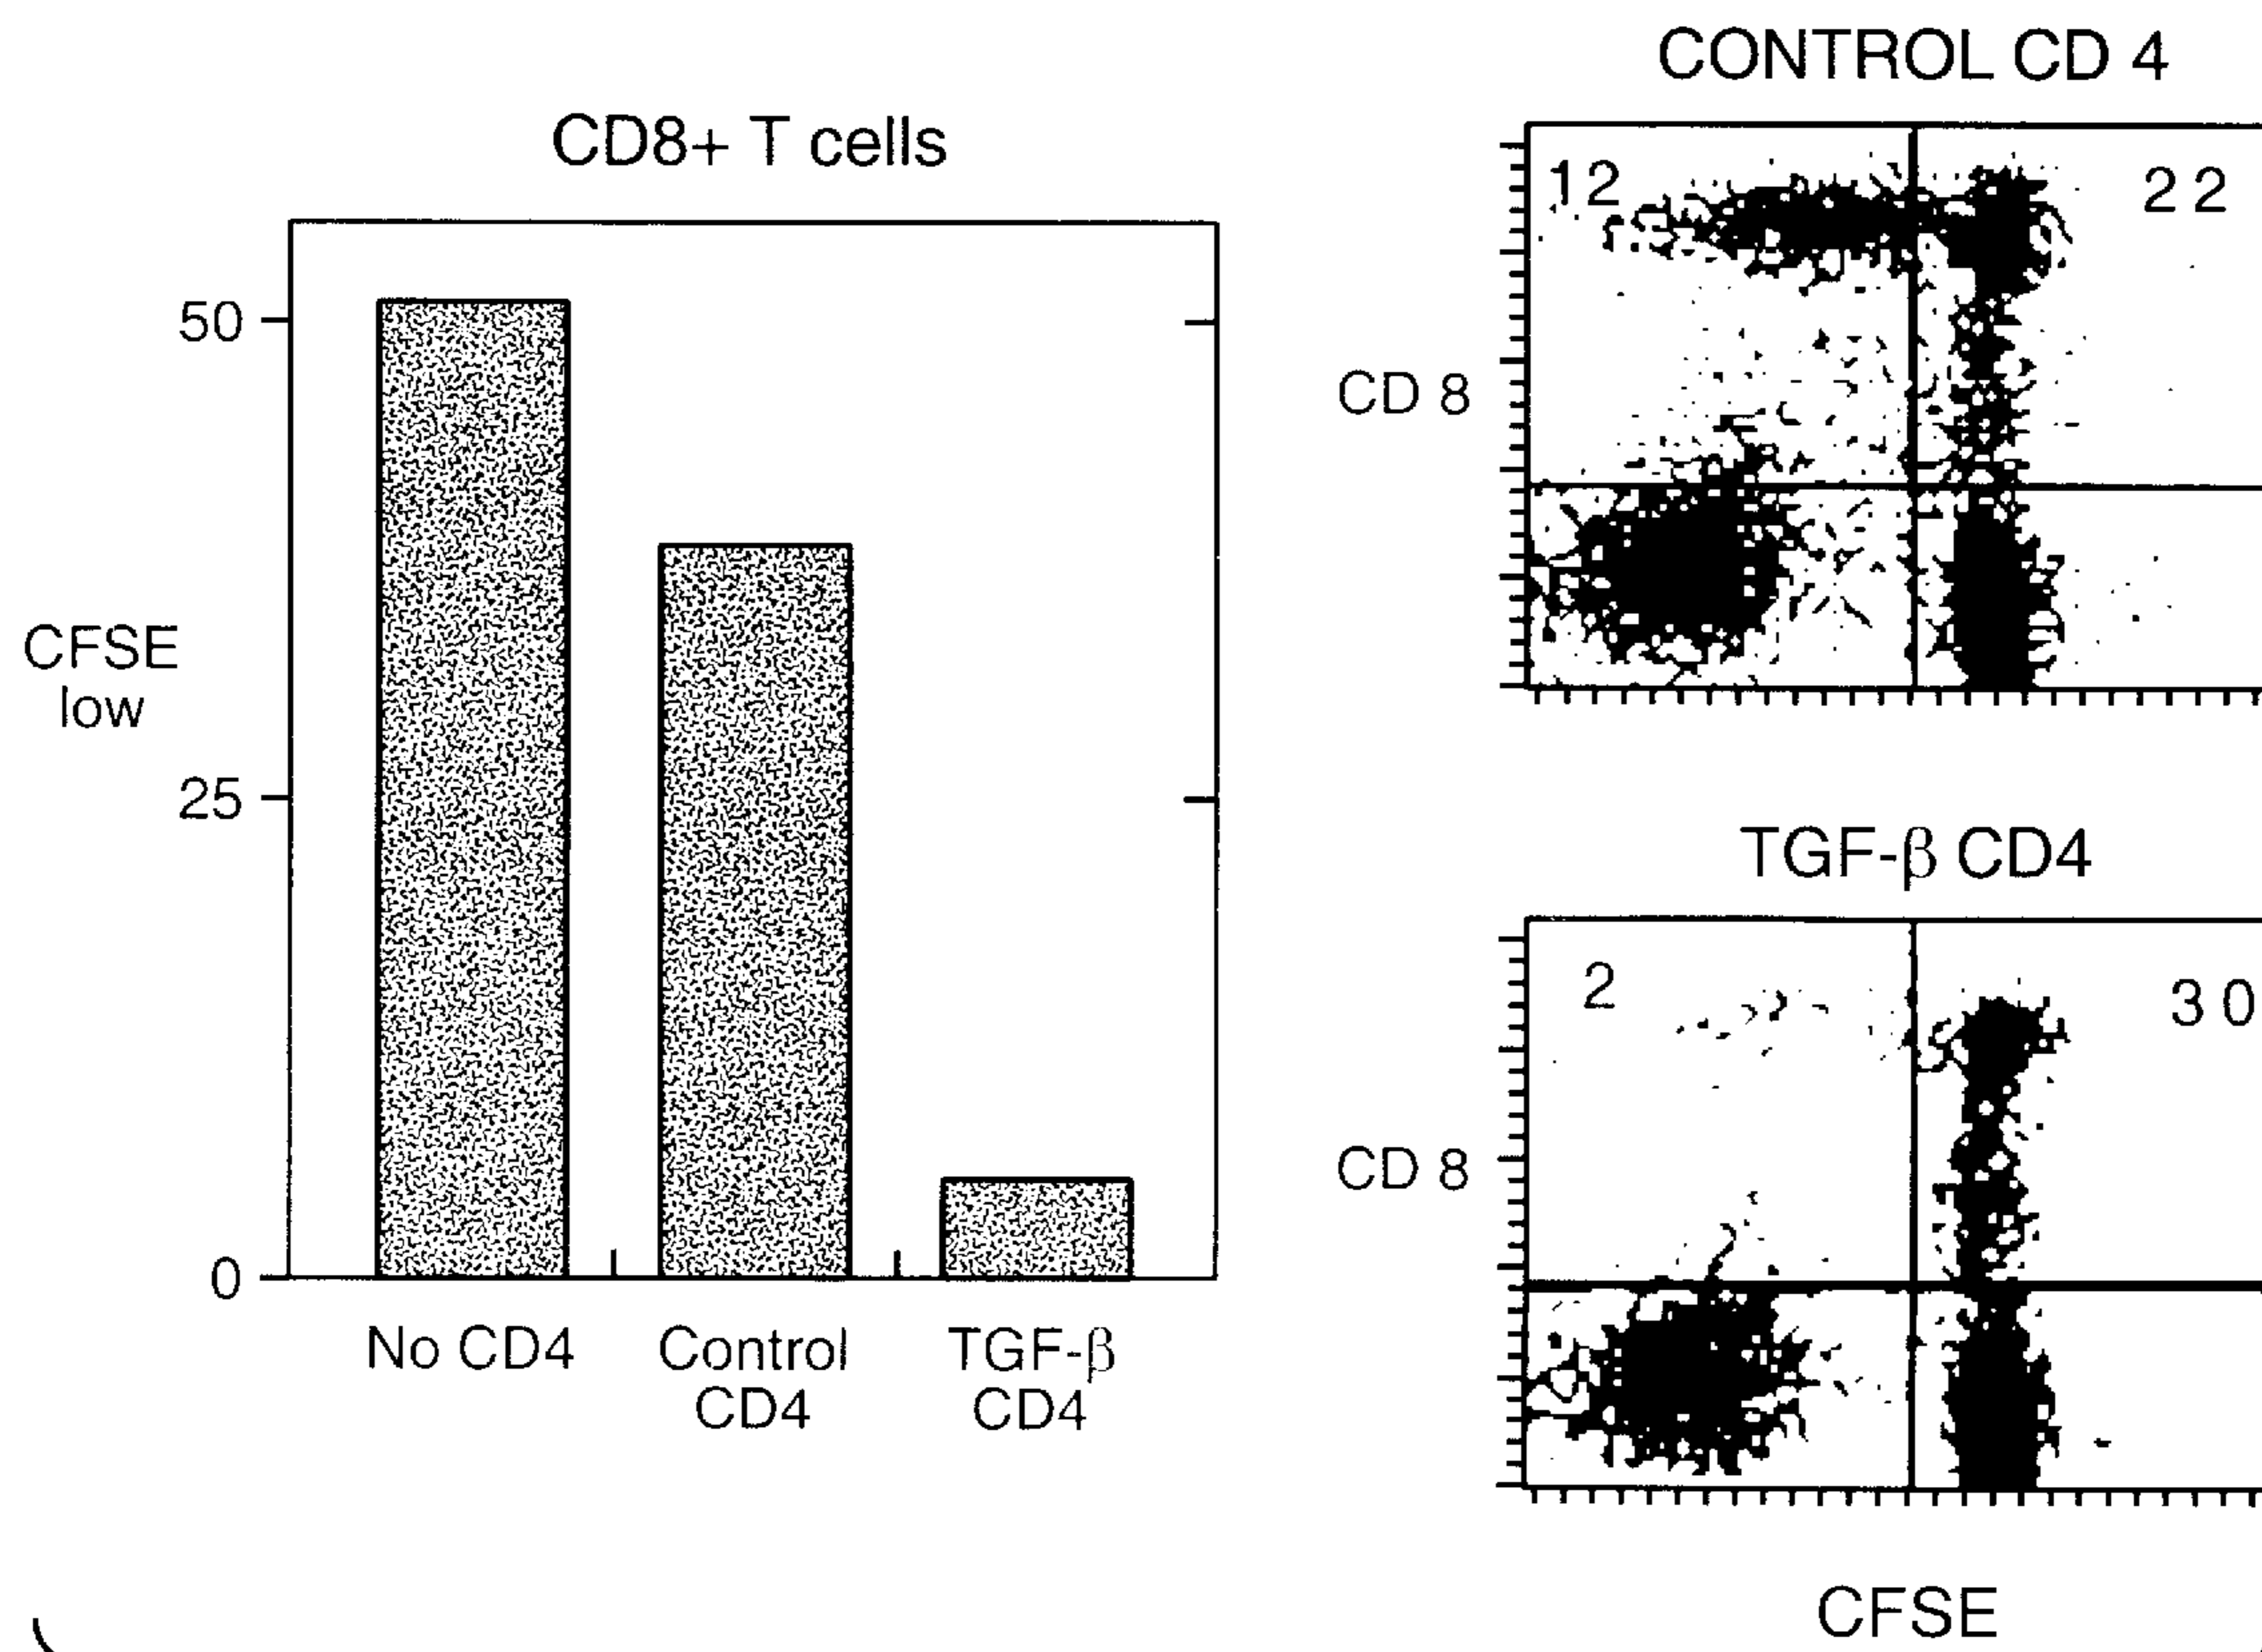 CD8+ T cells
50
25
0
CFSE
low
No CD4
Control
CD4
TGF-β
CD4
CONTROL CD 4
12
22
CD 8
TGF-β CD4
2
30
CD 8
CFSE